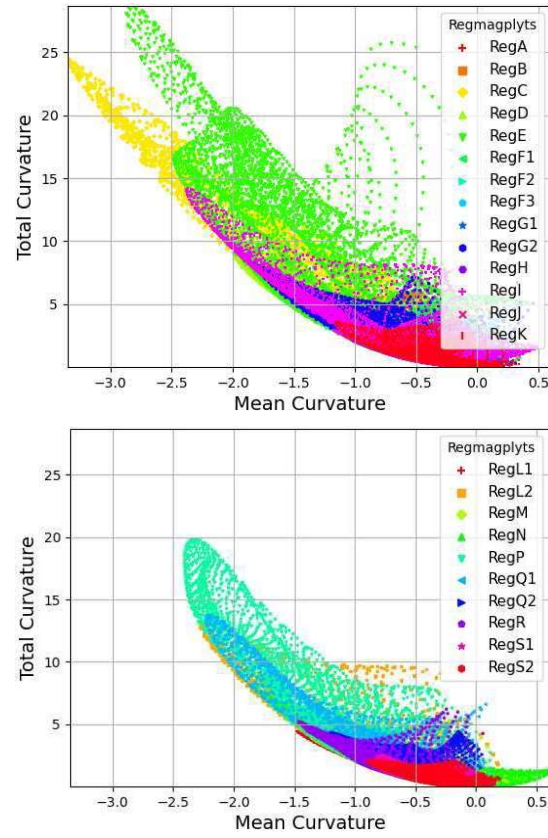 Regmagplyts
RegA
RegB
RegC
RegD
RegE
RegF1
RegF2
RegF3
RegG1
RegG2
RegH
RegI
RegJ
RegK
25
20
15
10
5
Total Curvature
−3.0 −2.5 −2.0 −1.5 −1.0 −0.5 0.0 0.5
Mean Curvature
Regmagplyts
RegL1
RegL2
RegM
RegN
RegP
RegQ1
RegQ2
RegR
RegS1
RegS2
25
20
15
10
5
Total Curvature
−3.0 −2.5 −2.0 −1.5 −1.0 −0.5 0.0 0.5
Mean Curvature